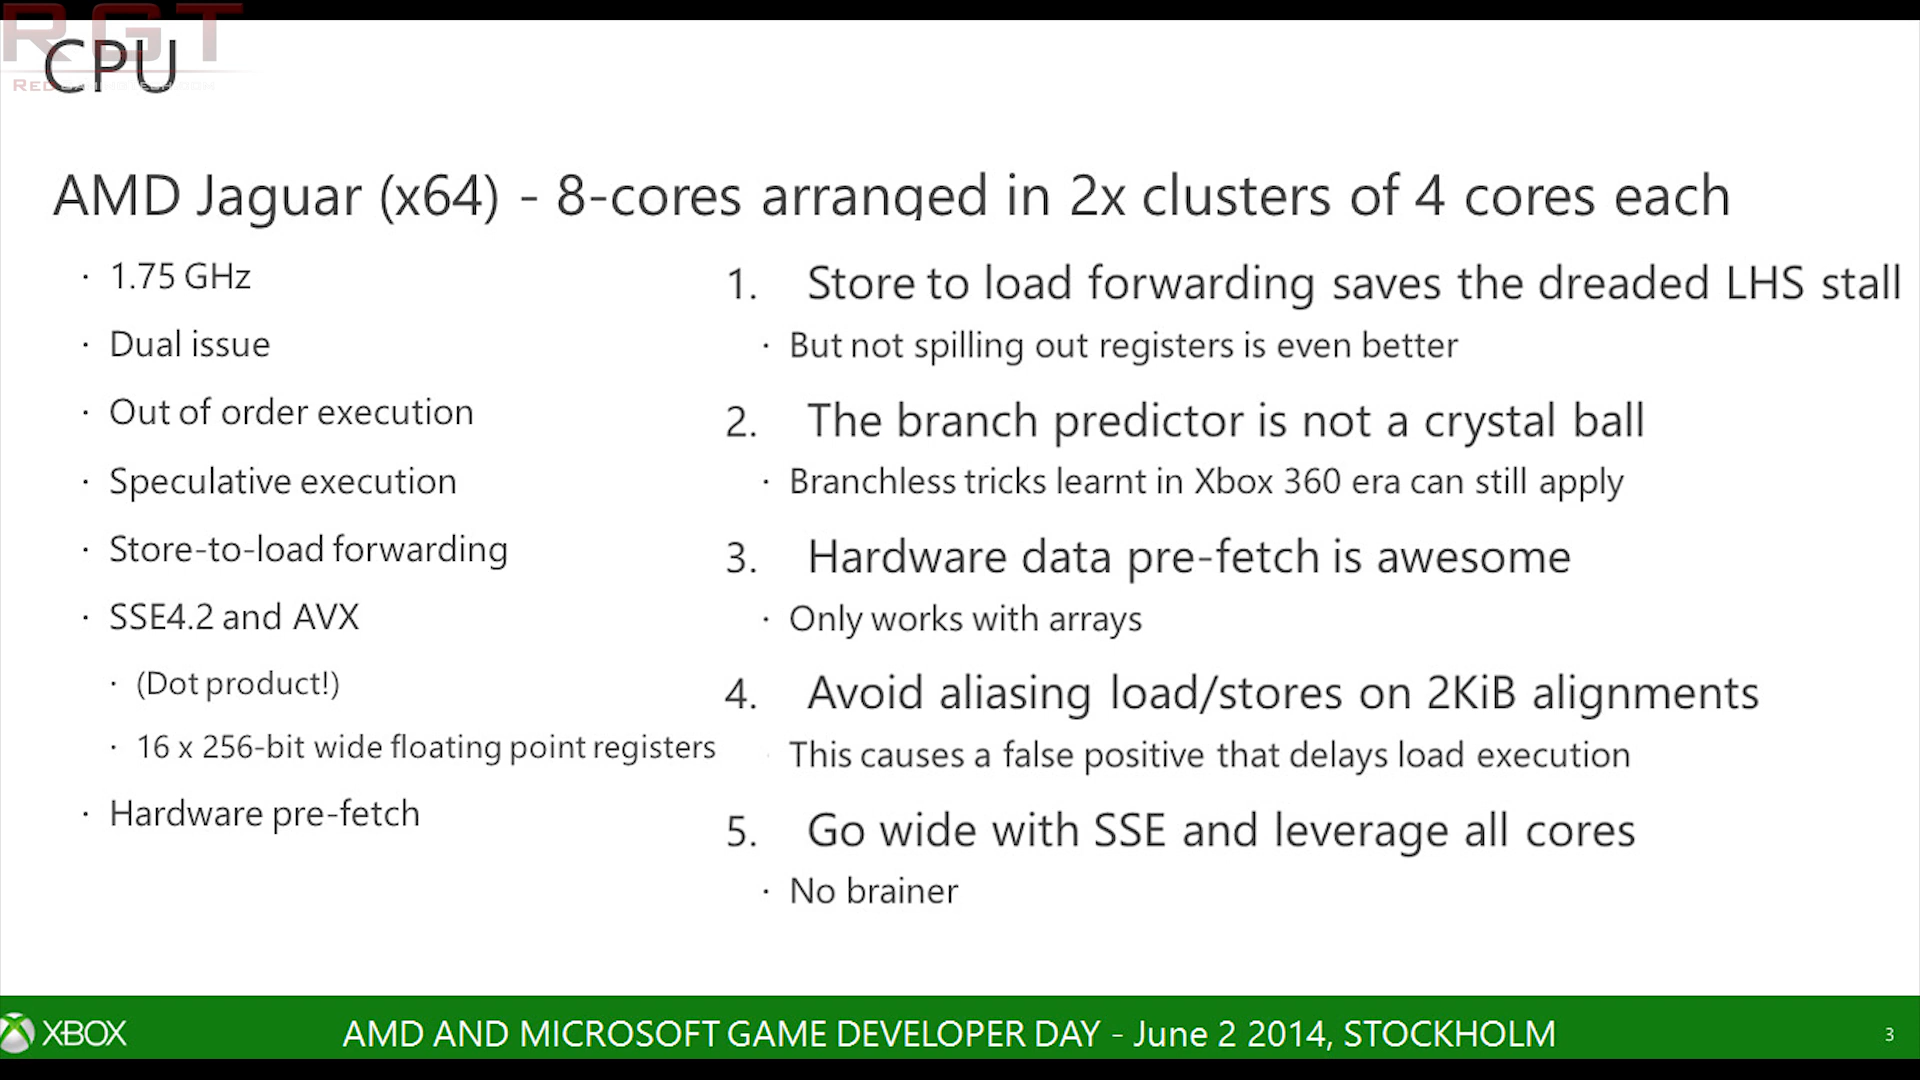 RGT
CPU
AMD Jaguar (x64) - 8-cores arranged in 2x clusters of 4 cores each
· 1.75 GHz
· Dual issue
· Out of order execution
· Speculative execution
· Store-to-load forwarding
· SSE4.2 and AVX
· (Dot product!)
· 16 x 256-bit wide floating point registers
· Hardware pre-fetch
1. Store to load forwarding saves the dreaded LHS stall
· But not spilling out registers is even better
2. The branch predictor is not a crystal ball
· Branchless tricks learnt in Xbox 360 era can still apply
3. Hardware data pre-fetch is awesome
· Only works with arrays
4. Avoid aliasing load/stores on 2KiB alignments
· This causes a false positive that delays load execution
5. Go wide with SSE and leverage all cores
· No brainer
XBOX
AMD AND MICROSOFT GAME DEVELOPER DAY – June 2 2014, STOCKHOLM
3